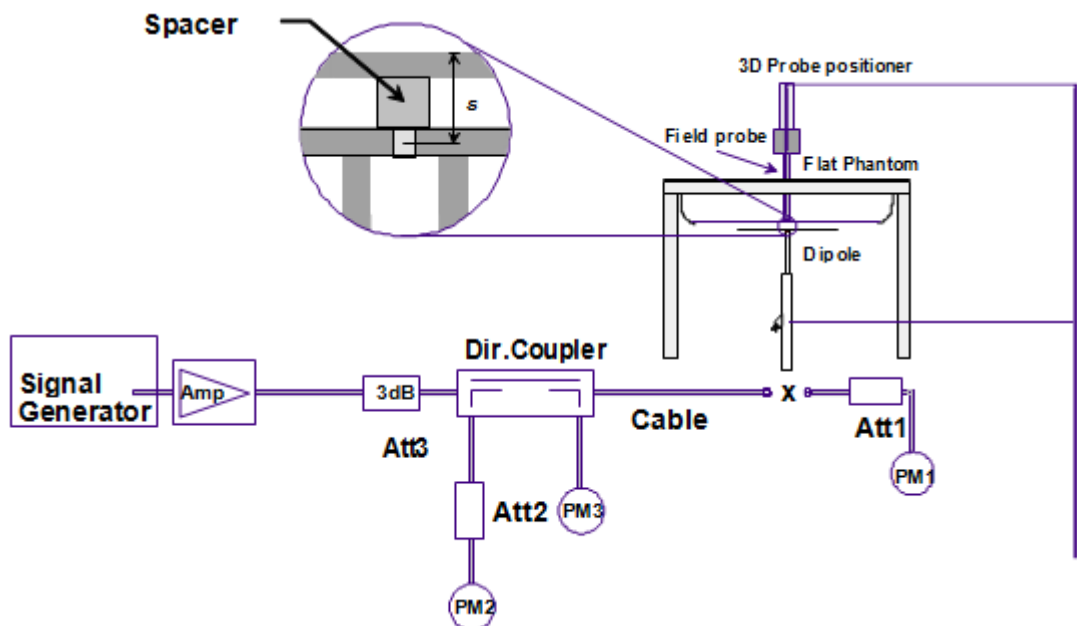 Spacer
s
3D Probe positioner
Field probe
Flat Phantom
Dipole
Dir.Coupler
Signal
Generator
Amp
3dB
Att3
Cable
x
Att1
PM1
Att2
PM3
PM2